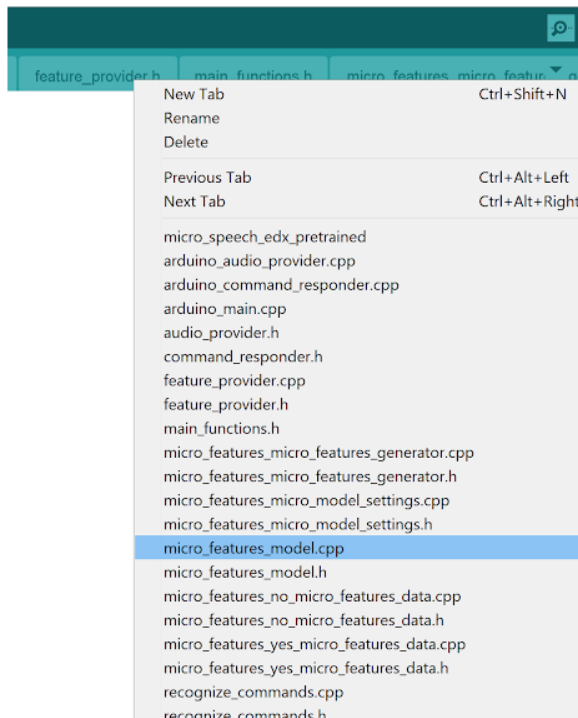 feature_provider.h main_functions.h micro_features_micro_featur
New Tab Ctrl+Shift+N
Rename
Delete
Previous Tab Ctrl+Alt+Left
Next Tab Ctrl+Alt+Right
micro_speech_edx_pretrained
arduino_audio_provider.cpp
arduino_command_responder.cpp
arduino_main.cpp
audio_provider.h
command_responder.h
feature_provider.cpp
feature_provider.h
main_functions.h
micro_features_micro_features_generator.cpp
micro_features_micro_features_generator.h
micro_features_micro_model_settings.cpp
micro_features_micro_model_settings.h
micro_features_model.cpp
micro_features_model.h
micro_features_no_micro_features_data.cpp
micro_features_no_micro_features_data.h
micro_features_yes_micro_features_data.cpp
micro_features_yes_micro_features_data.h
recognize_commands.cpp
recognize_commands.h